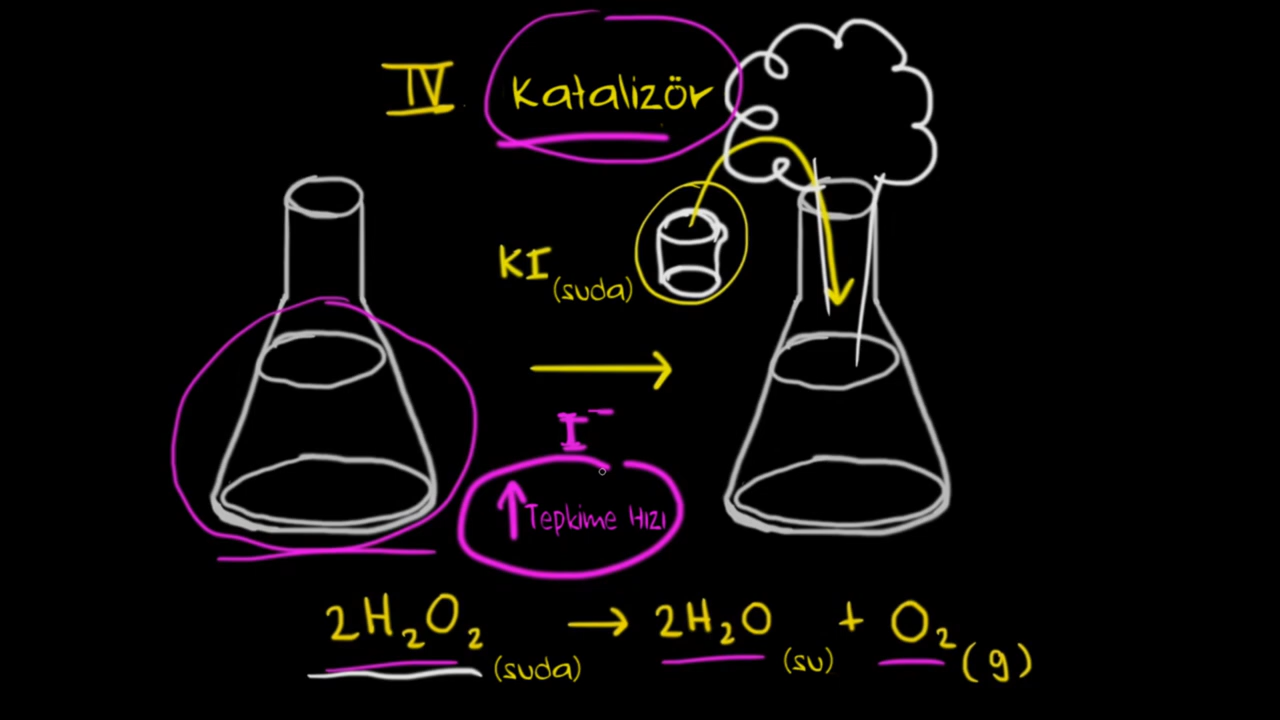 IV Katalizör
KI(suda)
I⁻
↑ Tepkime Hızı
2H₂O₂(suda) → 2H₂O(su) + O₂(g)